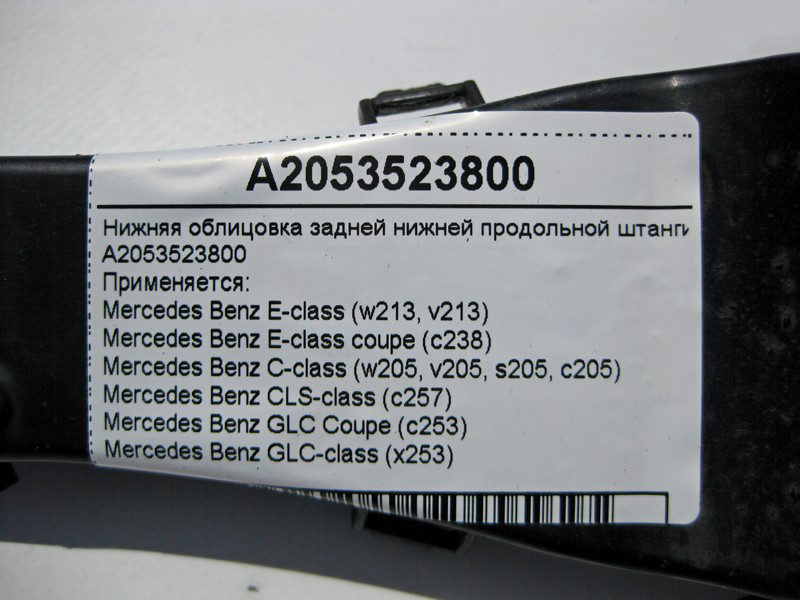 A2053523800
Нижняя облицовка задней нижней продольной штанги
A2053523800
Применяется:
Mercedes Benz E-class (w213, v213)
Mercedes Benz E-class coupe (c238)
Mercedes Benz C-class (w205, v205, s205, c205)
Mercedes Benz CLS-class (c257)
Mercedes Benz GLC Coupe (c253)
Mercedes Benz GLC-class (x253)